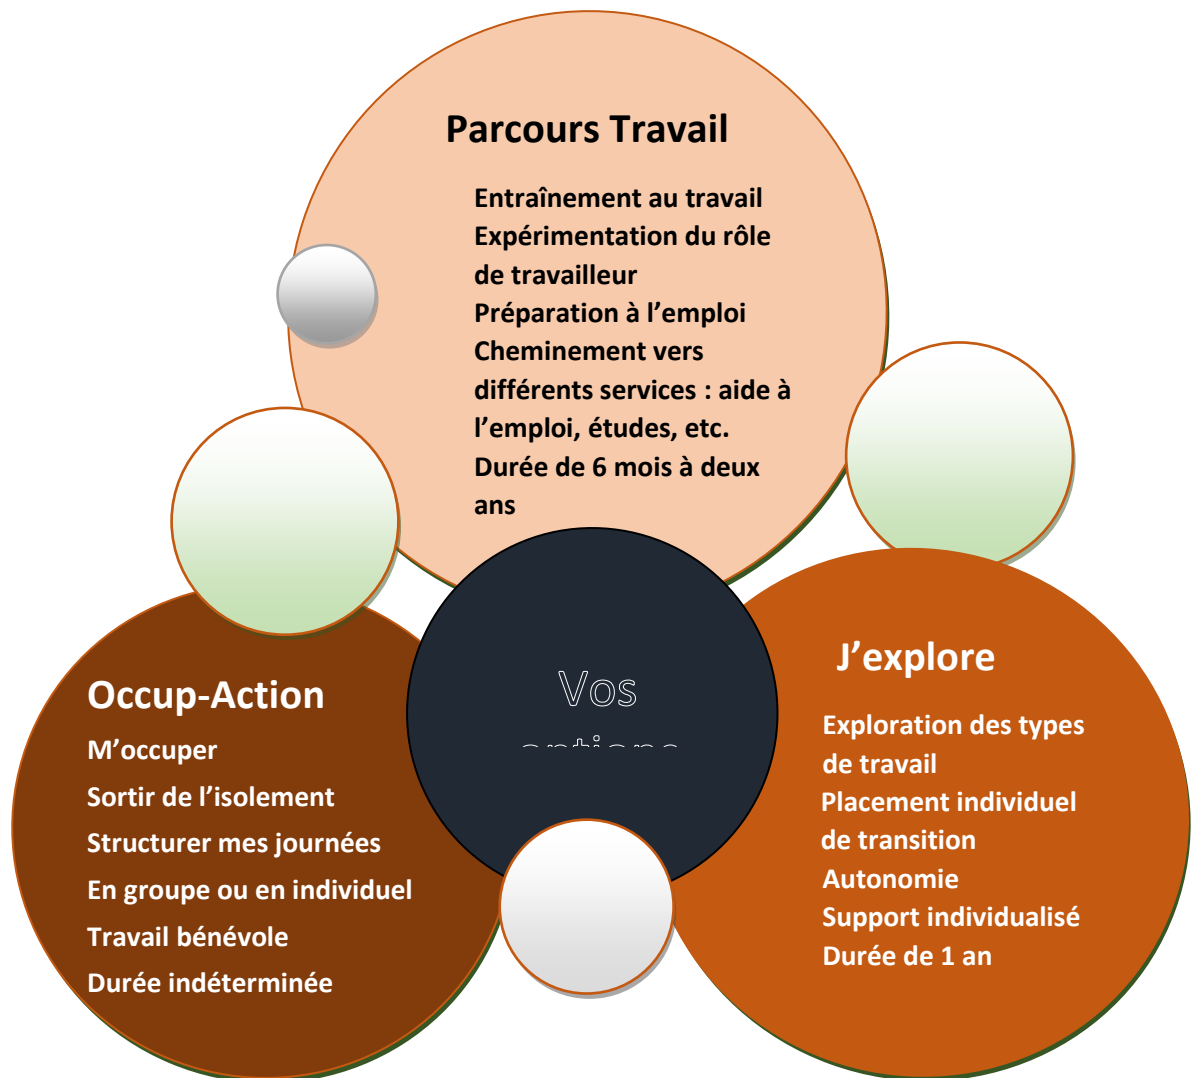 Parcours Travail
Entraînement au travail
Expérimentation du rôle
de travailleur
Préparation à l’emploi
Cheminement vers
différents services : aide à
l’emploi, études, etc.
Durée de 6 mois à deux
ans
Vos
Occup-Action
M’occuper
Sortir de l’isolement
Structurer mes journées
En groupe ou en individuel
Travail bénévole
Durée indéterminée
J’explore
Exploration des types
de travail
Placement individuel
de transition
Autonomie
Support individualisé
Durée de 1 an